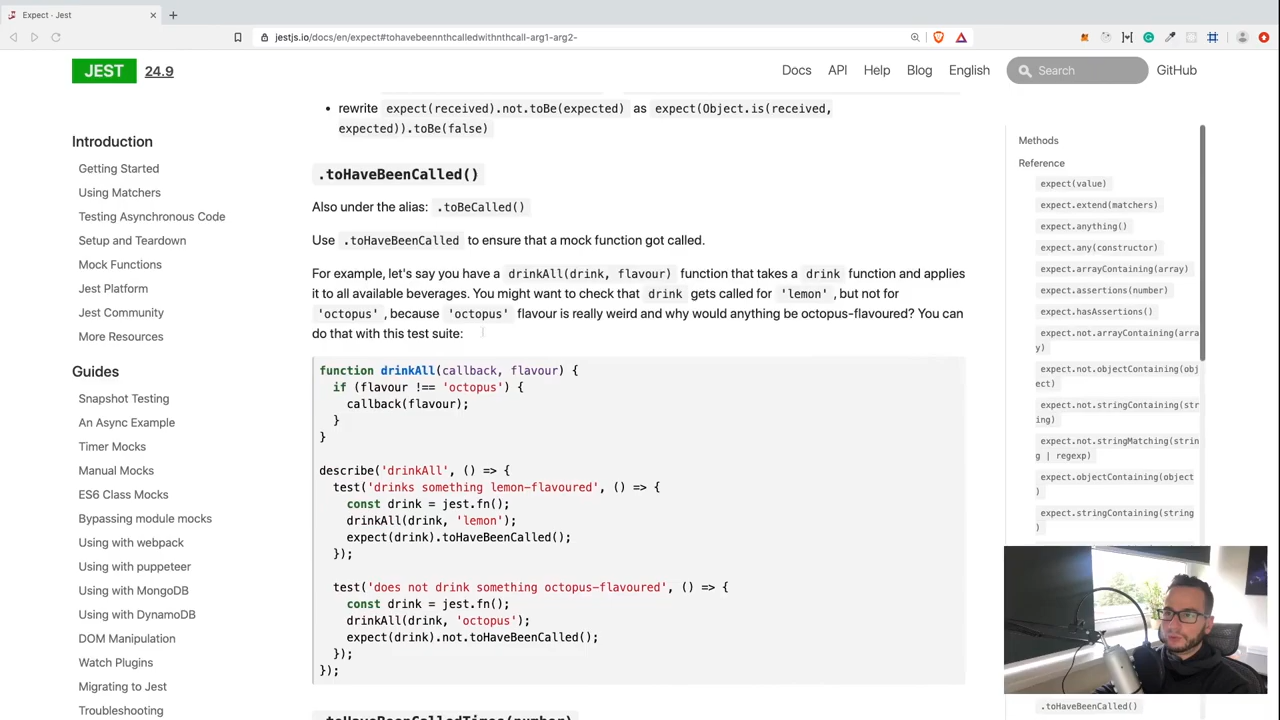 Expect · Jest
jestjs.io/docs/en/expect#tohavebeennthcalledwithnthcall-arg1-arg2-
JEST 24.9
Docs API Help Blog English Search GitHub
Introduction
Getting Started
Using Matchers
Testing Asynchronous Code
Setup and Teardown
Mock Functions
Jest Platform
Jest Community
More Resources
Guides
Snapshot Testing
An Async Example
Timer Mocks
Manual Mocks
ES6 Class Mocks
Bypassing module mocks
Using with webpack
Using with puppeteer
Using with MongoDB
Using with DynamoDB
DOM Manipulation
Watch Plugins
Migrating to Jest
Troubleshooting
• rewrite expect(received).not.toBe(expected) as expect(Object.is(received,
expected)).toBe(false)
.toHaveBeenCalled()
Also under the alias: .toBeCalled()
Use .toHaveBeenCalled to ensure that a mock function got called.
For example, let's say you have a drinkAll(drink, flavour) function that takes a drink function and applies
it to all available beverages. You might want to check that drink gets called for 'lemon', but not for
'octopus', because 'octopus' flavour is really weird and why would anything be octopus-flavoured? You can
do that with this test suite:
function drinkAll(callback, flavour) {
if (flavour !== 'octopus') {
callback(flavour);
}
}
describe('drinkAll', () => {
test('drinks something lemon-flavoured', () => {
const drink = jest.fn();
drinkAll(drink, 'lemon');
expect(drink).toHaveBeenCalled();
});
test('does not drink something octopus-flavoured', () => {
const drink = jest.fn();
drinkAll(drink, 'octopus');
expect(drink).not.toHaveBeenCalled();
});
});
.toHaveBeenCalledTimes(number)
Methods
Reference
expect(value)
expect.extend(matchers)
expect.anything()
expect.any(constructor)
expect.arrayContaining(array)
expect.assertions(number)
expect.hasAssertions()
expect.not.arrayContaining(arra
y)
expect.not.objectContaining(obj
ect)
expect.not.stringContaining(str
ing)
expect.not.stringMatching(strin
g | regexp)
expect.objectContaining(object
)
expect.stringContaining(string
)
.toHaveBeenCalled()